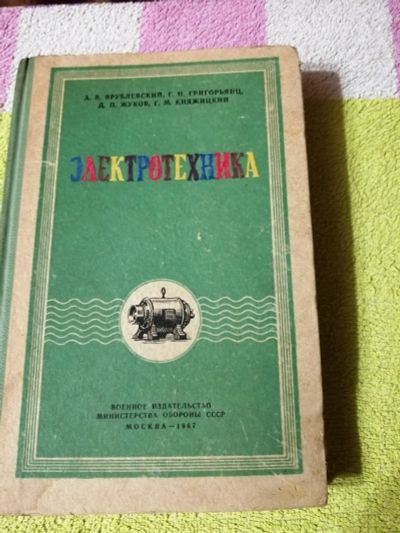 Л. В. ВРУБЛЕВСКИЙ, Г. Н. ГРИГОРЬЯНЦ,
Д. П. ЖУКОВ, Г. М. КНЯЖИЦКИЙ
ЭЛЕКТРОТЕХНИКА
ВОЕННОЕ ИЗДАТЕЛЬСТВО
МИНИСТЕРСТВА ОБОРОНЫ СССР
МОСКВА — 1967